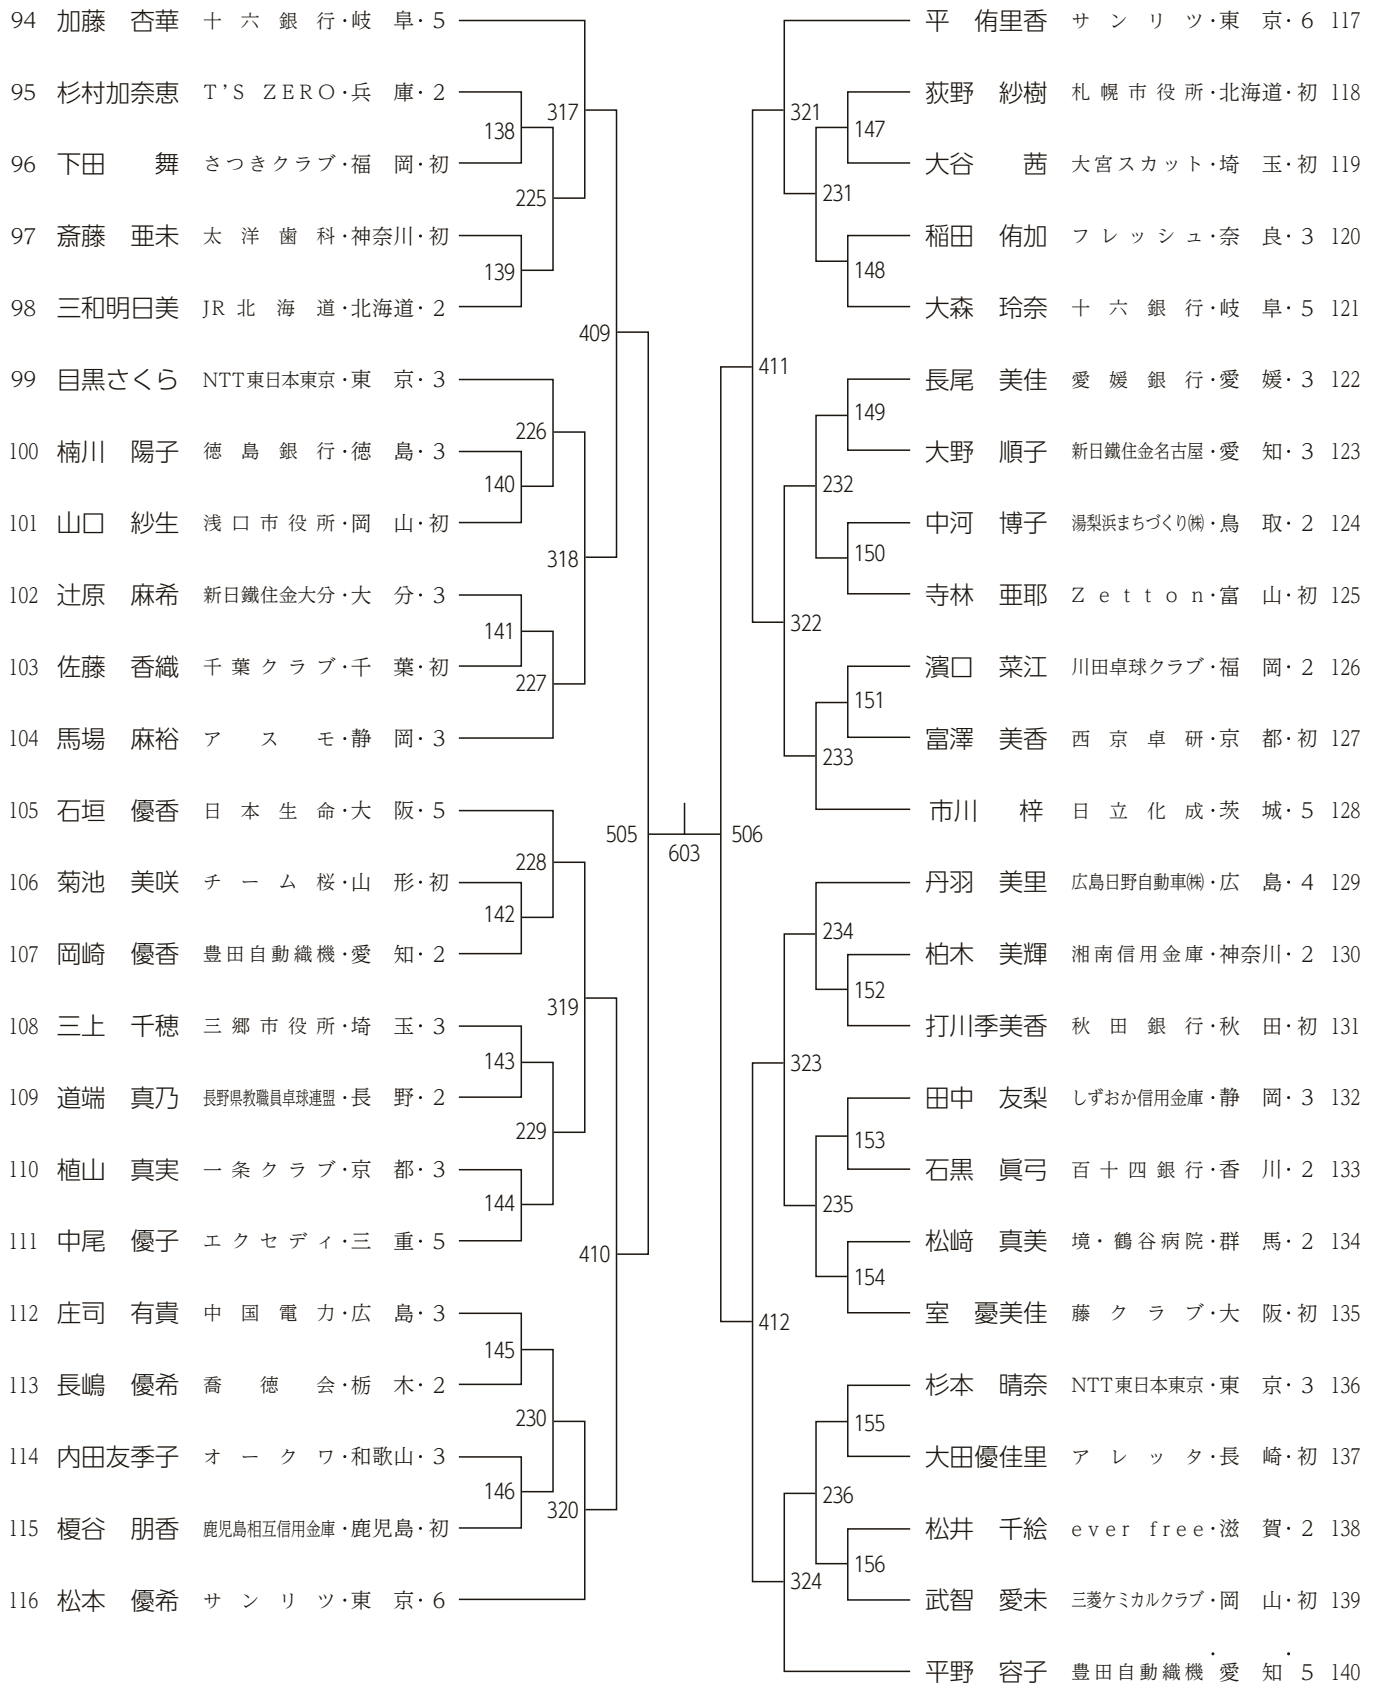 94 加藤 杏華 十六銀行・岐阜・5
95 杉村加奈恵 T'S ZERO・兵庫・2
96 下田 舞 さつきクラブ・福岡・初
97 斎藤 亜未 太洋歯科・神奈川・初
98 三和明日美 JR北海道・北海道・2
99 目黒さくら NTT東日本東京・東京・3
100 楠川 陽子 徳島銀行・徳島・3
101 山口 紗生 浅口市役所・岡山・初
102 辻原 麻希 新日鐵住金大分・大分・3
103 佐藤 香織 千葉クラブ・千葉・初
104 馬場 麻裕 アスモ・静岡・3
105 石垣 優香 日本生命・大阪・5
106 菊池 美咲 チーム桜・山形・初
107 岡崎 優香 豊田自動織機・愛知・2
108 三上 千穂 三郷市役所・埼玉・3
109 道端 真乃 長野県教職員卓球連盟・長野・2
110 植山 真実 一条クラブ・京都・3
111 中尾 優子 エクセディ・三重・5
112 庄司 有貴 中国電力・広島・3
113 長嶋 優希 喬徳会・栃木・2
114 内田友季子 オークワ・和歌山・3
115 榎谷 朋香 鹿児島相互信用金庫・鹿児島・初
116 松本 優希 サンリツ・東京・6
138
139
140
141
142
143
144
145
146
225
226
227
228
229
230
317
318
319
320
409
410
505
603
506
411
412
321
322
323
324
231
232
233
234
235
236
147
148
149
150
151
152
153
154
155
156
平 侑里香 サンリツ・東京・6 117
荻野 紗樹 札幌市役所・北海道・初 118
大谷 茜 大宮スカット・埼玉・初 119
稲田 侑加 フレッシュ・奈良・3 120
大森 玲奈 十六銀行・岐阜・5 121
長尾 美佳 愛媛銀行・愛媛・3 122
大野 順子 新日鐵住金名古屋・愛知・3 123
中河 博子 湯梨浜まちづくり㈱・鳥取・2 124
寺林 亜耶 Zetton・富山・初 125
濱口 菜江 川田卓球クラブ・福岡・2 126
富澤 美香 西京卓研・京都・初 127
市川 梓 日立化成・茨城・5 128
丹羽 美里 広島日野自動車㈱・広島・4 129
柏木 美輝 湘南信用金庫・神奈川・2 130
打川季美香 秋田銀行・秋田・初 131
田中 友梨 しずおか信用金庫・静岡・3 132
石黒 眞弓 百十四銀行・香川・2 133
松﨑 真美 境・鶴谷病院・群馬・2 134
室 憂美佳 藤クラブ・大阪・初 135
杉本 晴奈 NTT東日本東京・東京・3 136
大田優佳里 アレッタ・長崎・初 137
松井 千絵 ever free・滋賀・2 138
武智 愛未 三菱ケミカルクラブ・岡山・初 139
平野 容子 豊田自動織機・愛知・5 140